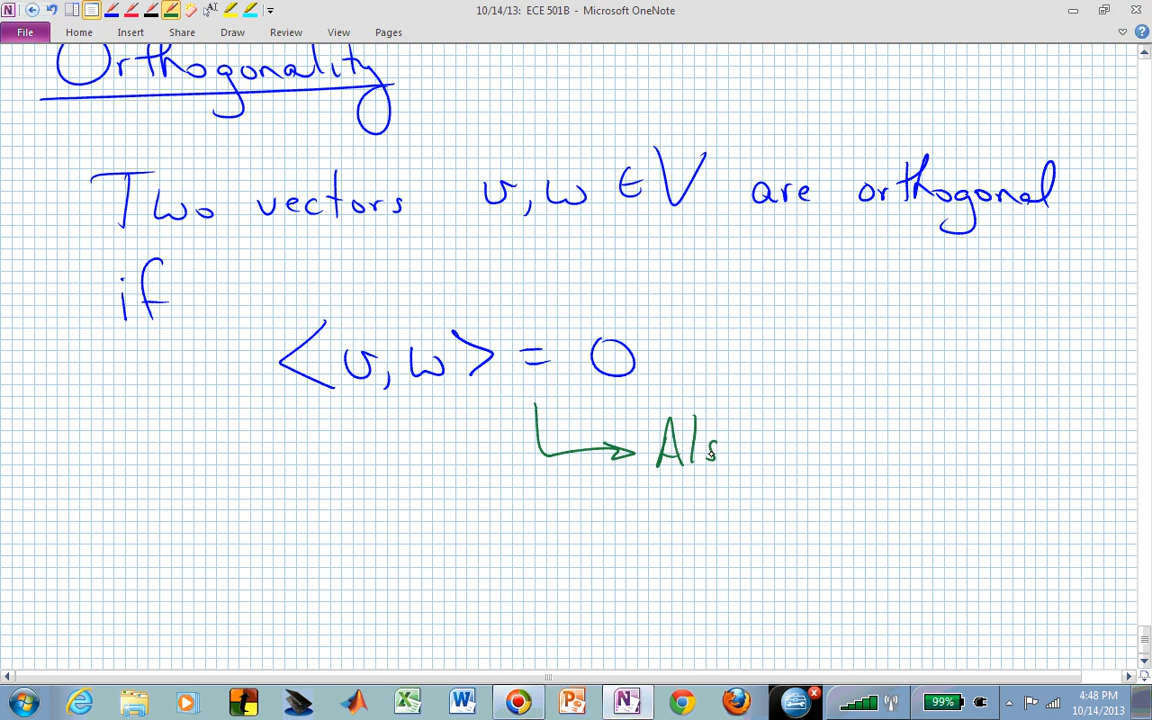 10/14/13: ECE 501B - Microsoft OneNote
File Home Insert Share Draw Review View Pages
Orthogonality
Two vectors v, w ∈ V are orthogonal
if
<v, w> = 0
Als
99%
4:48 PM
10/14/2013